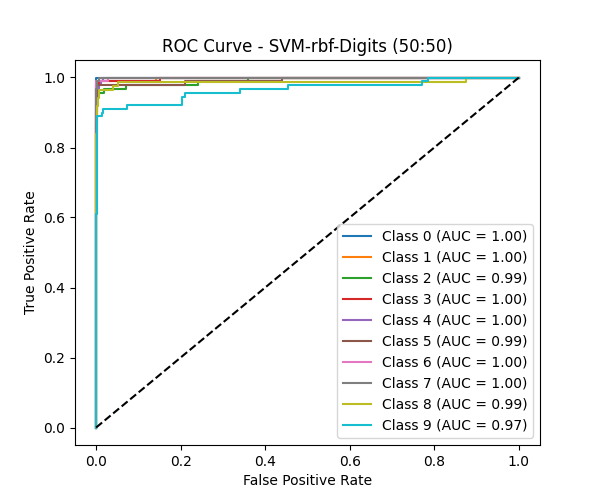 ROC Curve - SVM-rbf-Digits (50:50)
1.0
0.8
0.6
0.4
0.2
0.0
True Positive Rate
Class 0 (AUC = 1.00)
Class 1 (AUC = 1.00)
Class 2 (AUC = 0.99)
Class 3 (AUC = 1.00)
Class 4 (AUC = 1.00)
Class 5 (AUC = 0.99)
Class 6 (AUC = 1.00)
Class 7 (AUC = 1.00)
Class 8 (AUC = 0.99)
Class 9 (AUC = 0.97)
0.0 0.2 0.4 0.6 0.8 1.0
False Positive Rate